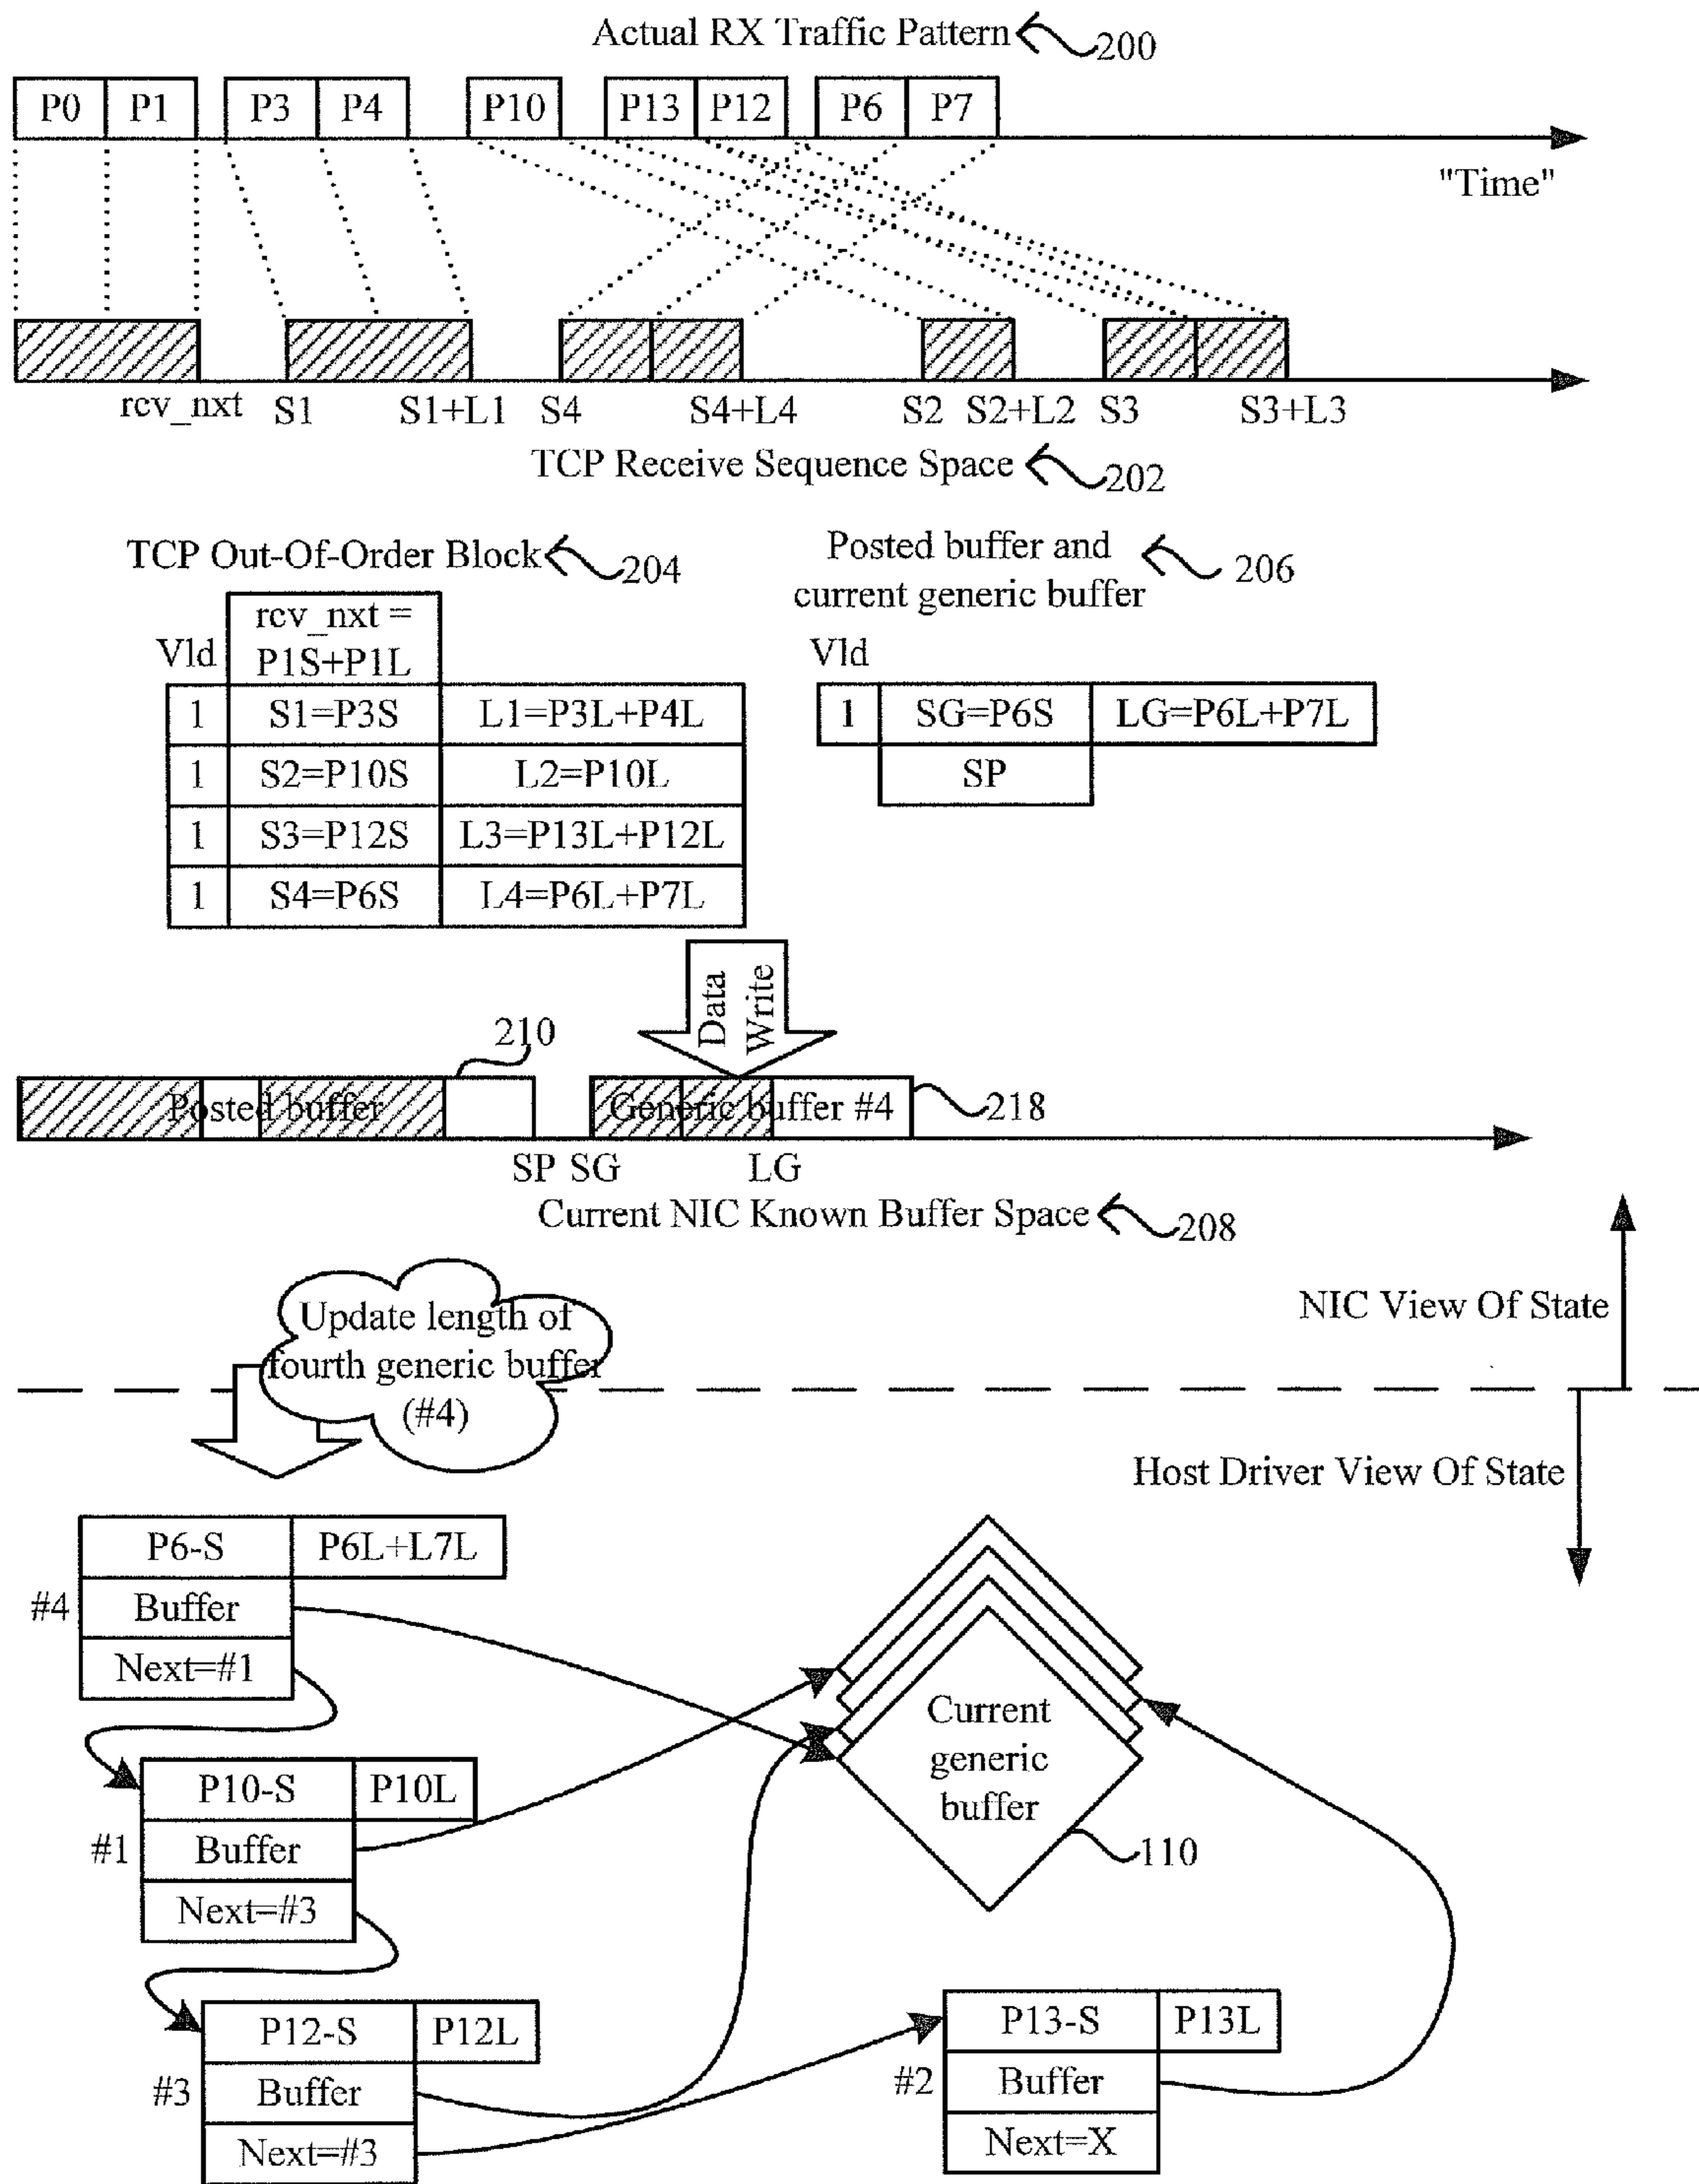 Actual RX Traffic Pattern 200
P0 P1 P3 P4 P10 P13 P12 P6 P7
"Time"
rcv_nxt S1 S1+L1 S4 S4+L4 S2 S2+L2 S3 S3+L3
TCP Receive Sequence Space 202
TCP Out-Of-Order Block 204
Posted buffer and
current generic buffer
206
rcv_nxt =
Vld P1S+P1L
1 S1=P3S L1=P3L+P4L
1 S2=P10S L2=P10L
1 S3=P12S L3=P13L+P12L
1 S4=P6S L4=P6L+P7L
Vld
1 SG=P6S LG=P6L+P7L
SP
Data
Write
210
Posted buffer Generic buffer #4 218
SP SG LG
Current NIC Known Buffer Space 208
Update length of
fourth generic buffer
(#4)
NIC View Of State
Host Driver View Of State
P6-S P6L+L7L
#4 Buffer
Next=#1
P10-S P10L
#1 Buffer
Next=#3
Current
generic
buffer
110
P12-S P12L
#3 Buffer
Next=#3
P13-S P13L
#2 Buffer
Next=X